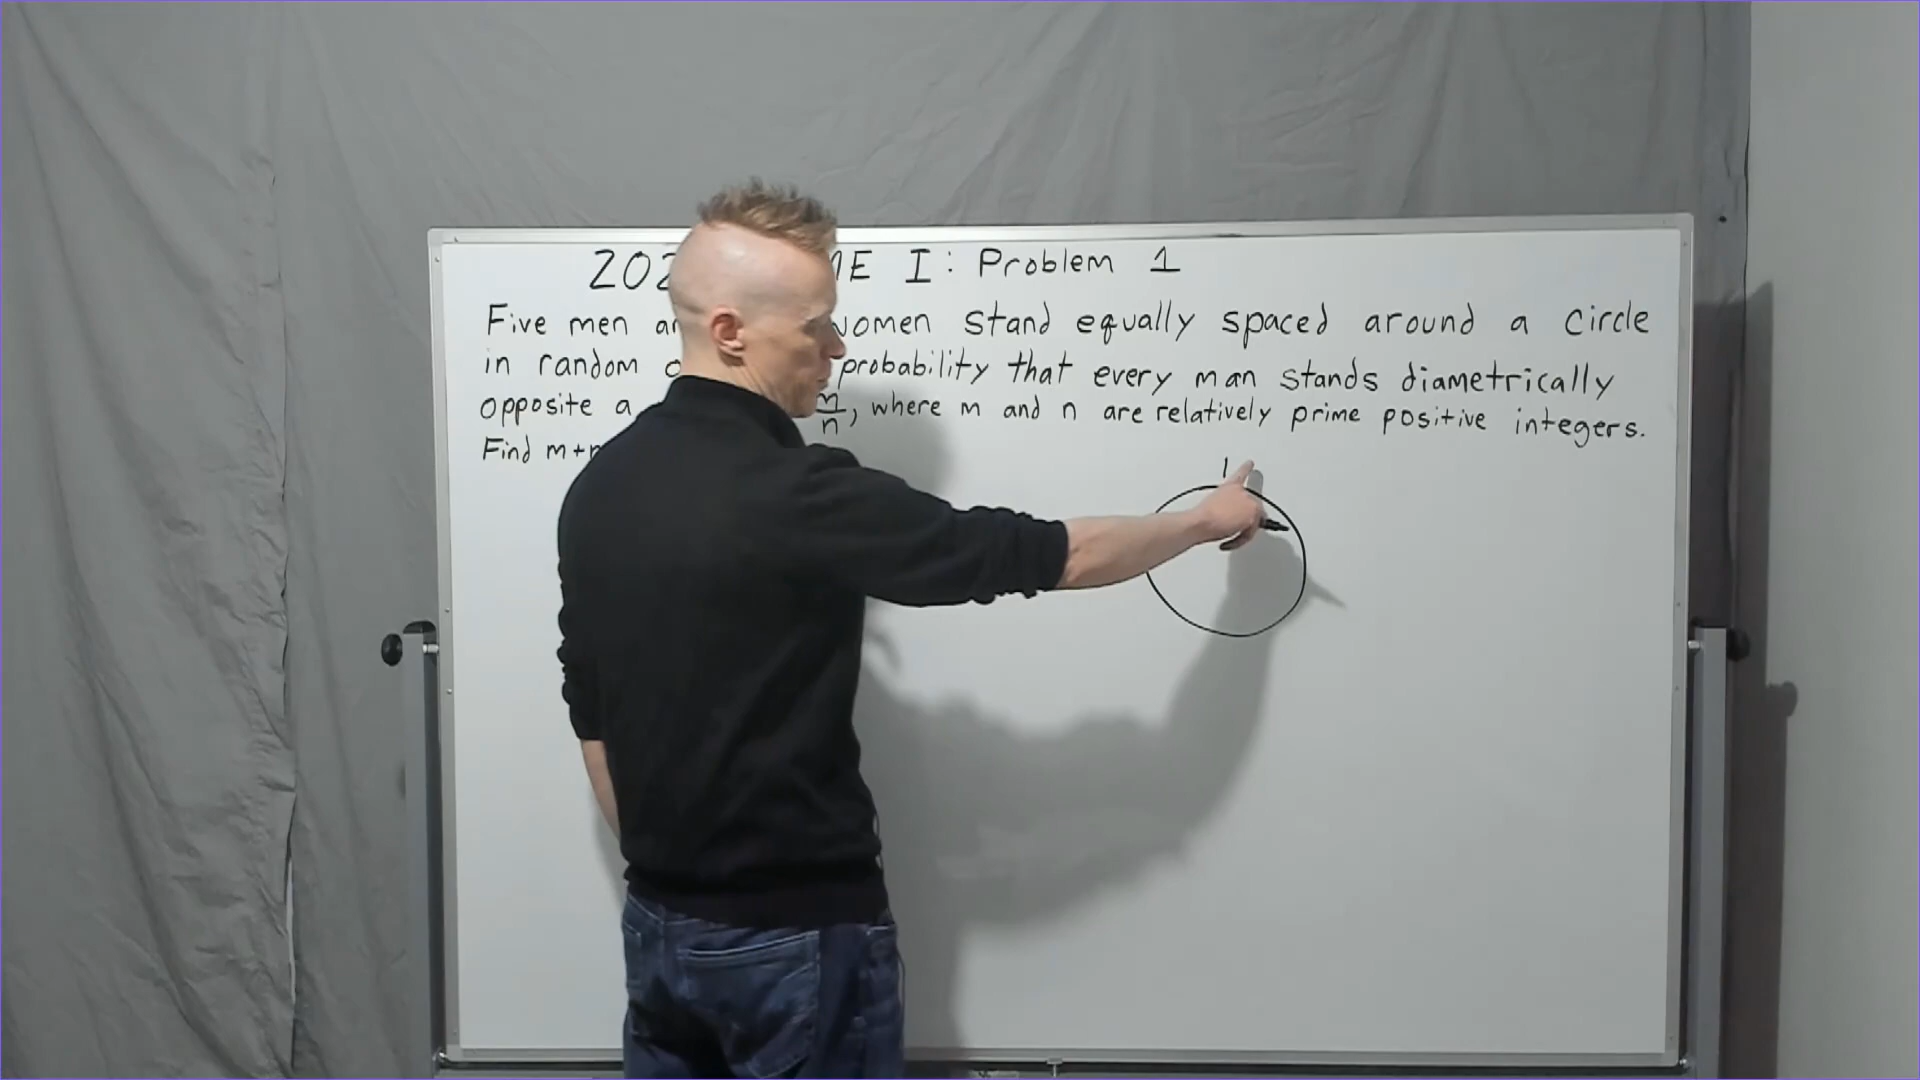 202 ME I: Problem 1
Five men women stand equally spaced around a circle
in random probability that every man stands diametrically
opposite a m/n, where m and n are relatively prime positive integers.
Find m+
1